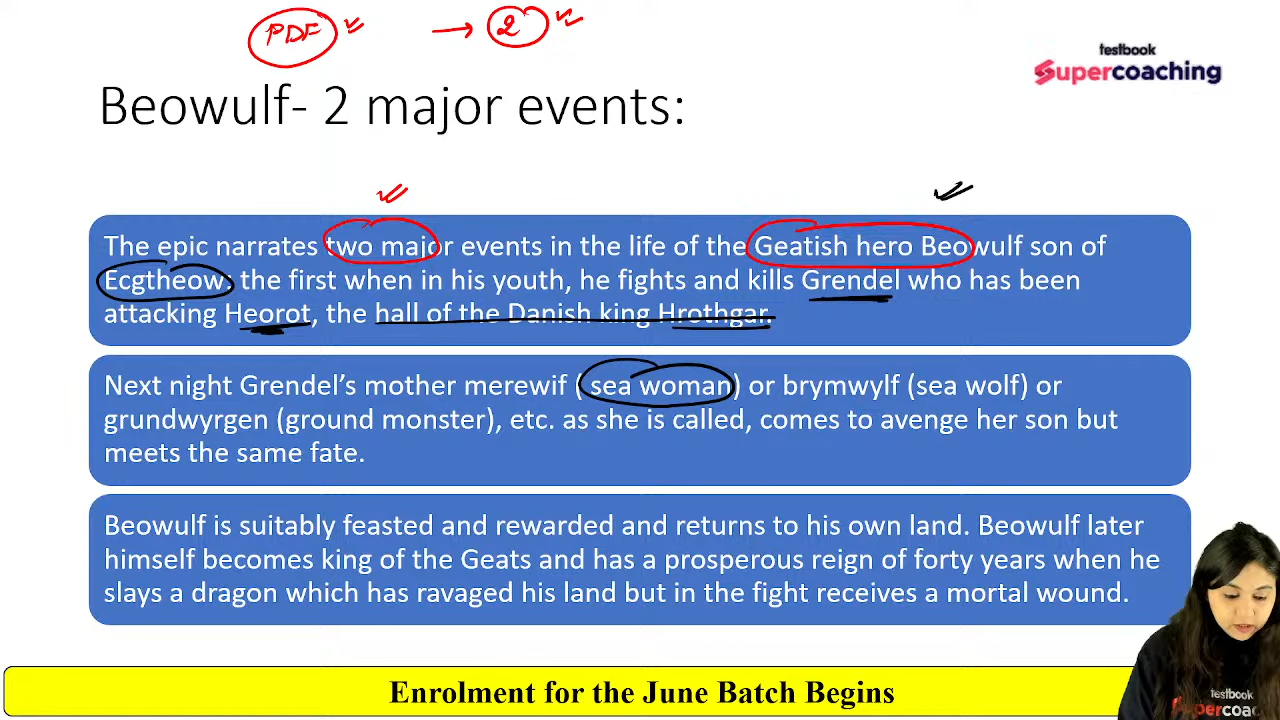 PDF → 2
testbook
Supercoaching
Beowulf- 2 major events:
The epic narrates two major events in the life of the Geatish hero Beowulf son of
Ecgtheow: the first when in his youth, he fights and kills Grendel who has been
attacking Heorot, the hall of the Danish king Hrothgar.
Next night Grendel's mother merewif ( sea woman) or brymwylf (sea wolf) or
grundwyrgen (ground monster), etc. as she is called, comes to avenge her son but
meets the same fate.
Beowulf is suitably feasted and rewarded and returns to his own land. Beowulf later
himself becomes king of the Geats and has a prosperous reign of forty years when he
slays a dragon which has ravaged his land but in the fight receives a mortal wound.
Enrolment for the June Batch Begins
testbook